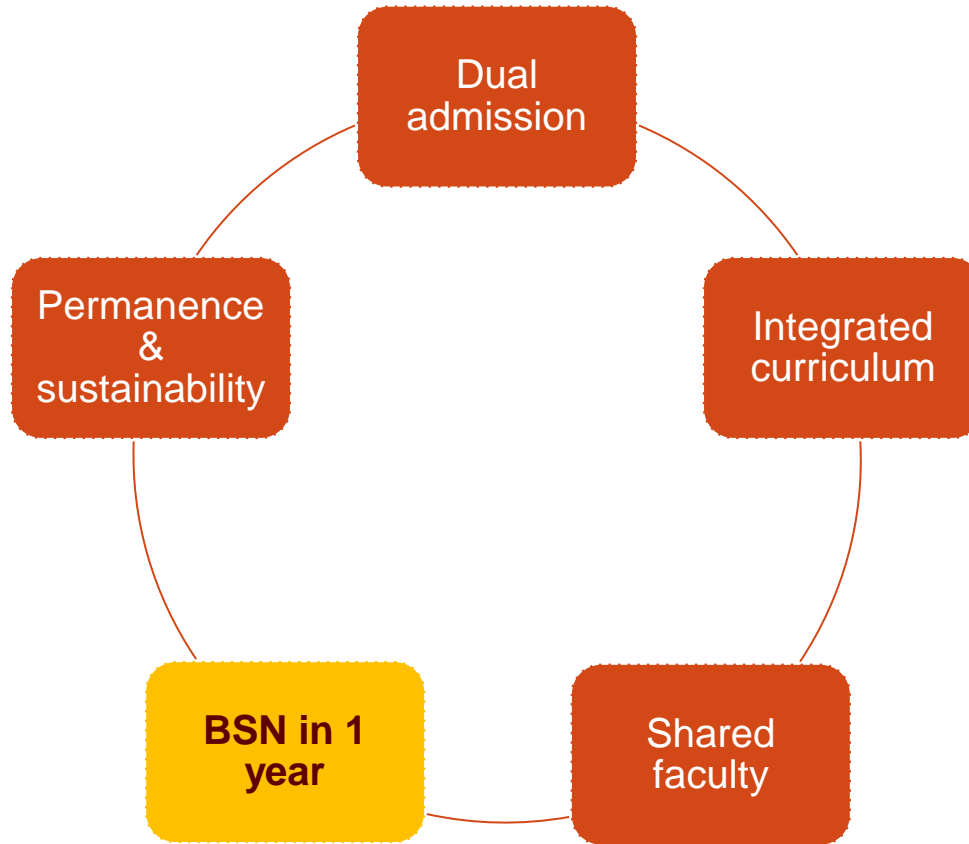 Dual
admission
Integrated
curriculum
Shared
faculty
BSN in 1
year
Permanence
&
sustainability